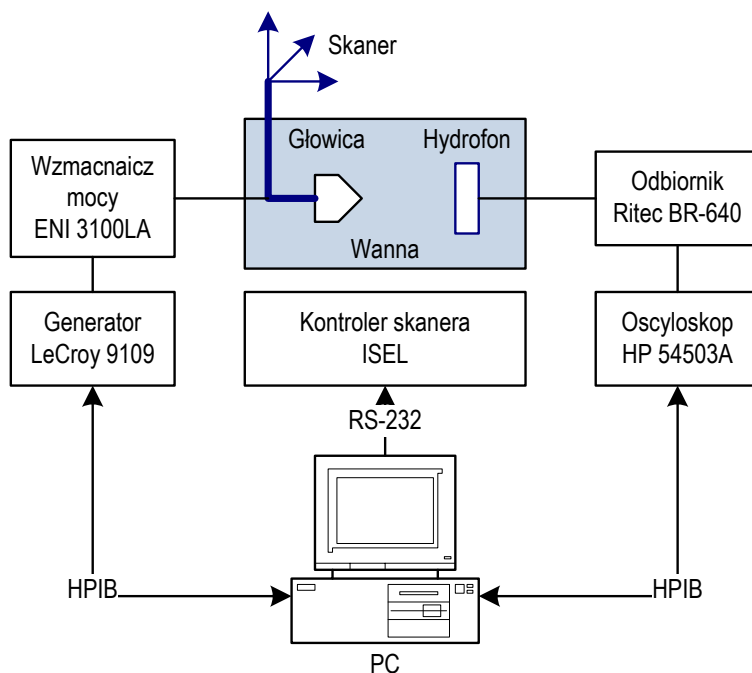 Skaner
Głowica
Hydrofon
Wanna
Wzmacnaicz
mocy
ENI 3100LA
Odbiornik
Ritec BR-640
Generator
LeCroy 9109
Kontroler skanera
ISEL
Oscyloskop
HP 54503A
RS-232
HPIB
HPIB
PC